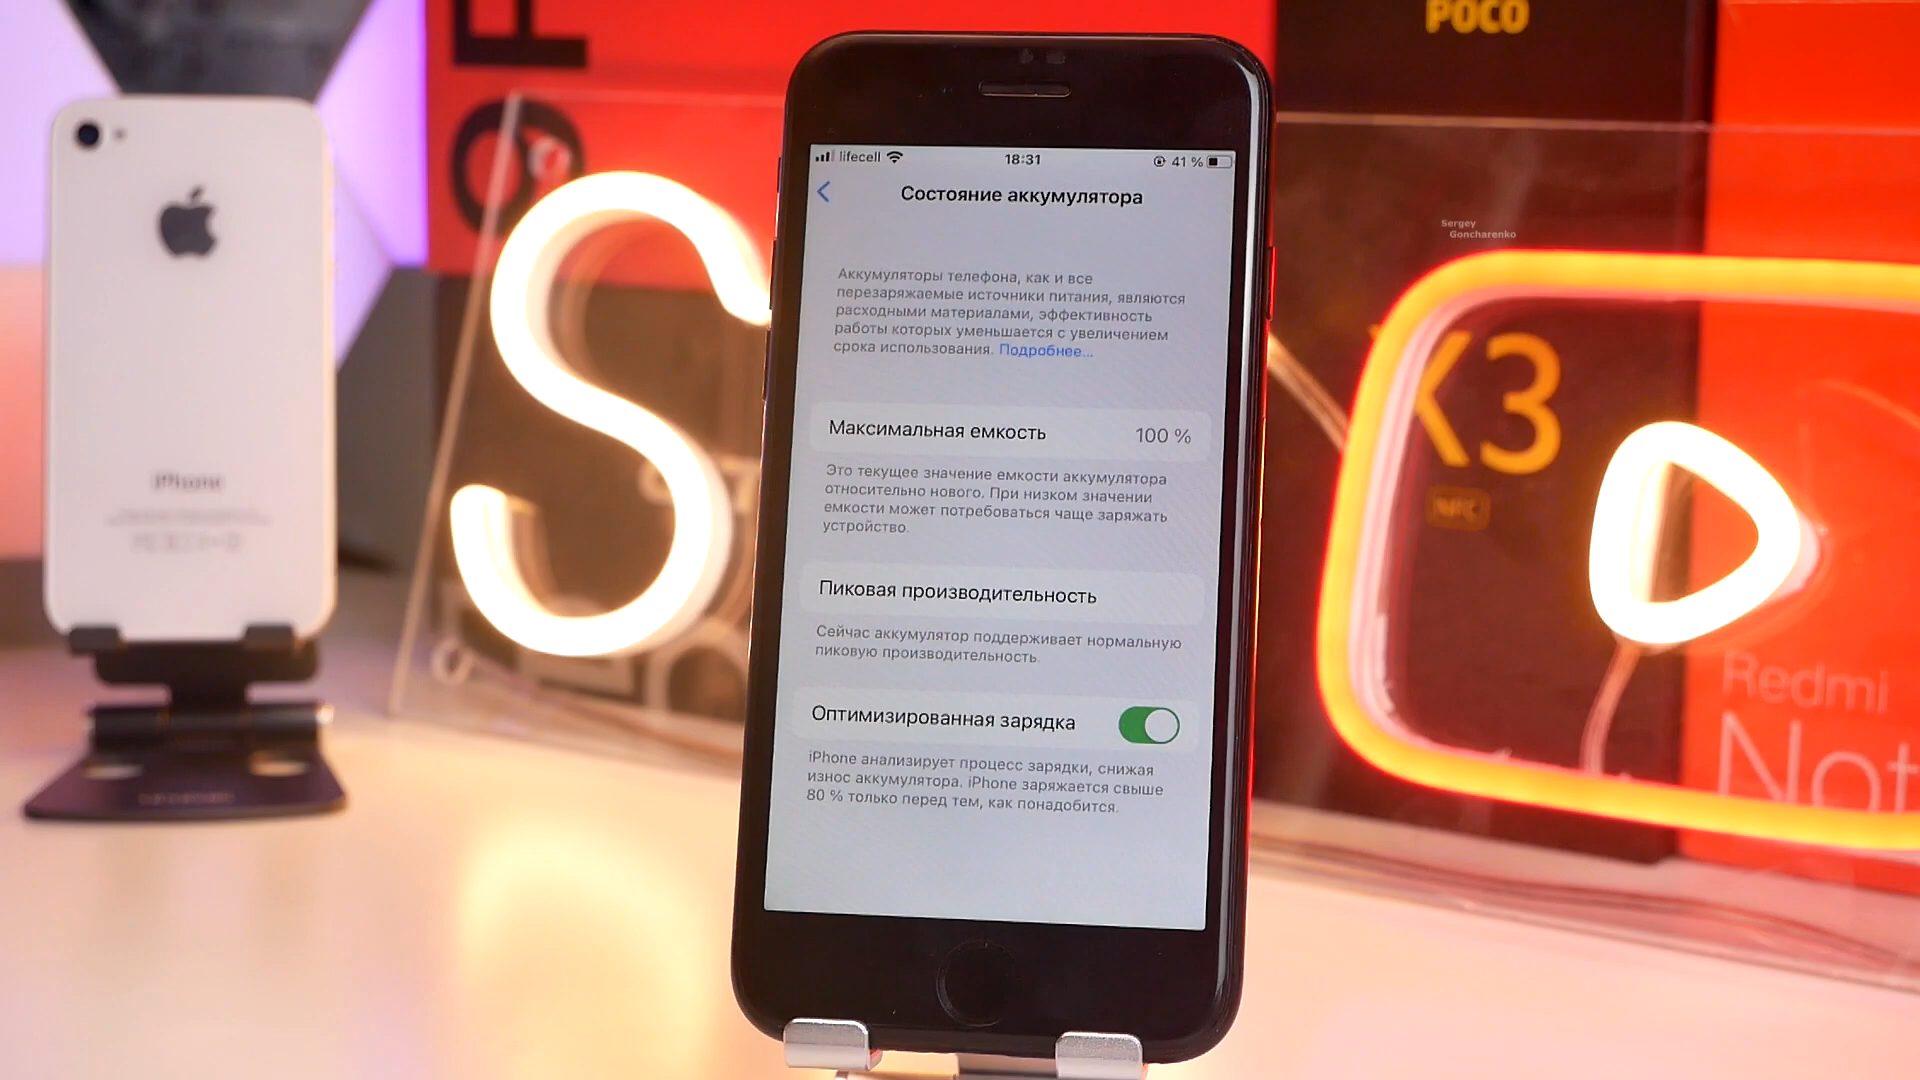 POCO
lifecell
18:31
41 %
Состояние аккумулятора
Sergey
Goncharenko
Аккумуляторы телефона, как и все
перезаряжаемые источники питания, являются
расходными материалами, эффективность
работы которых уменьшается с увеличением
срока использования. Подробнее...
Максимальная емкость
100 %
Это текущее значение емкости аккумулятора
относительно нового. При низком значении
емкости может потребоваться чаще заряжать
устройство.
X3
NFC
iPhone
Пиковая производительность
Сейчас аккумулятор поддерживает нормальную
пиковую производительность.
Redmi
Not
Оптимизированная зарядка
iPhone анализирует процесс зарядки, снижая
износ аккумулятора. iPhone заряжается свыше
80 % только перед тем, как понадобится.